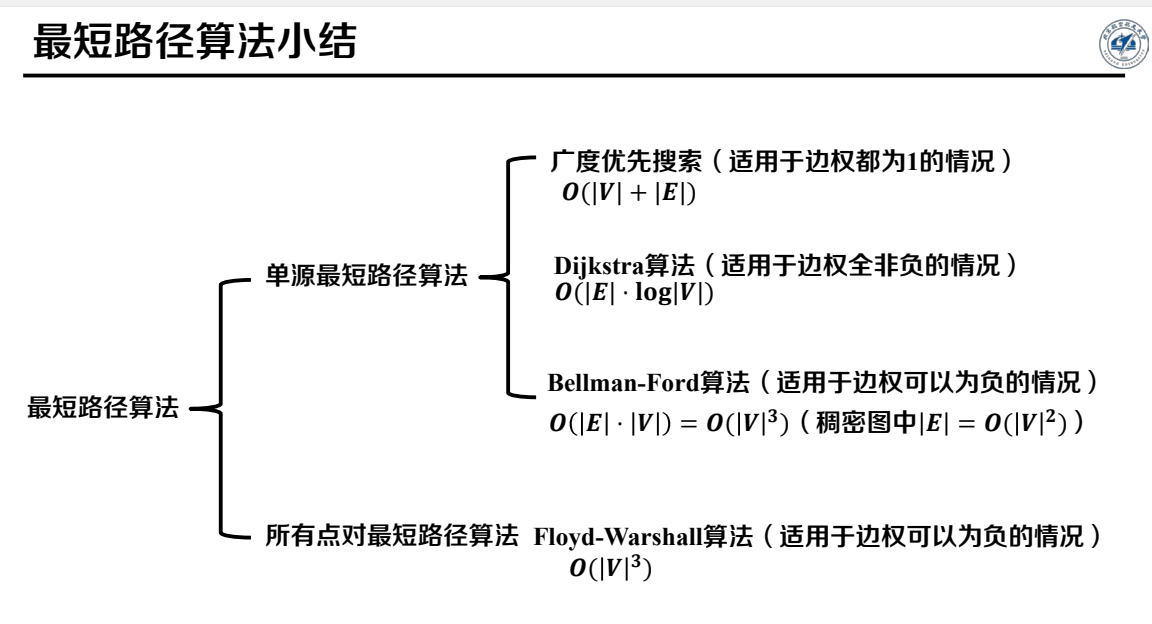 最短路径算法小结
广度优先搜索（适用于边权都为1的情况）
O(|V| + |E|)
单源最短路径算法
Dijkstra算法（适用于边权全非负的情况）
O(|E| · log|V|)
Bellman-Ford算法（适用于边权可以为负的情况）
O(|E| · |V|) = O(|V|³)（稠密图中|E| = O(|V|²)）
最短路径算法
所有点对最短路径算法 Floyd-Warshall算法（适用于边权可以为负的情况）
O(|V|³)